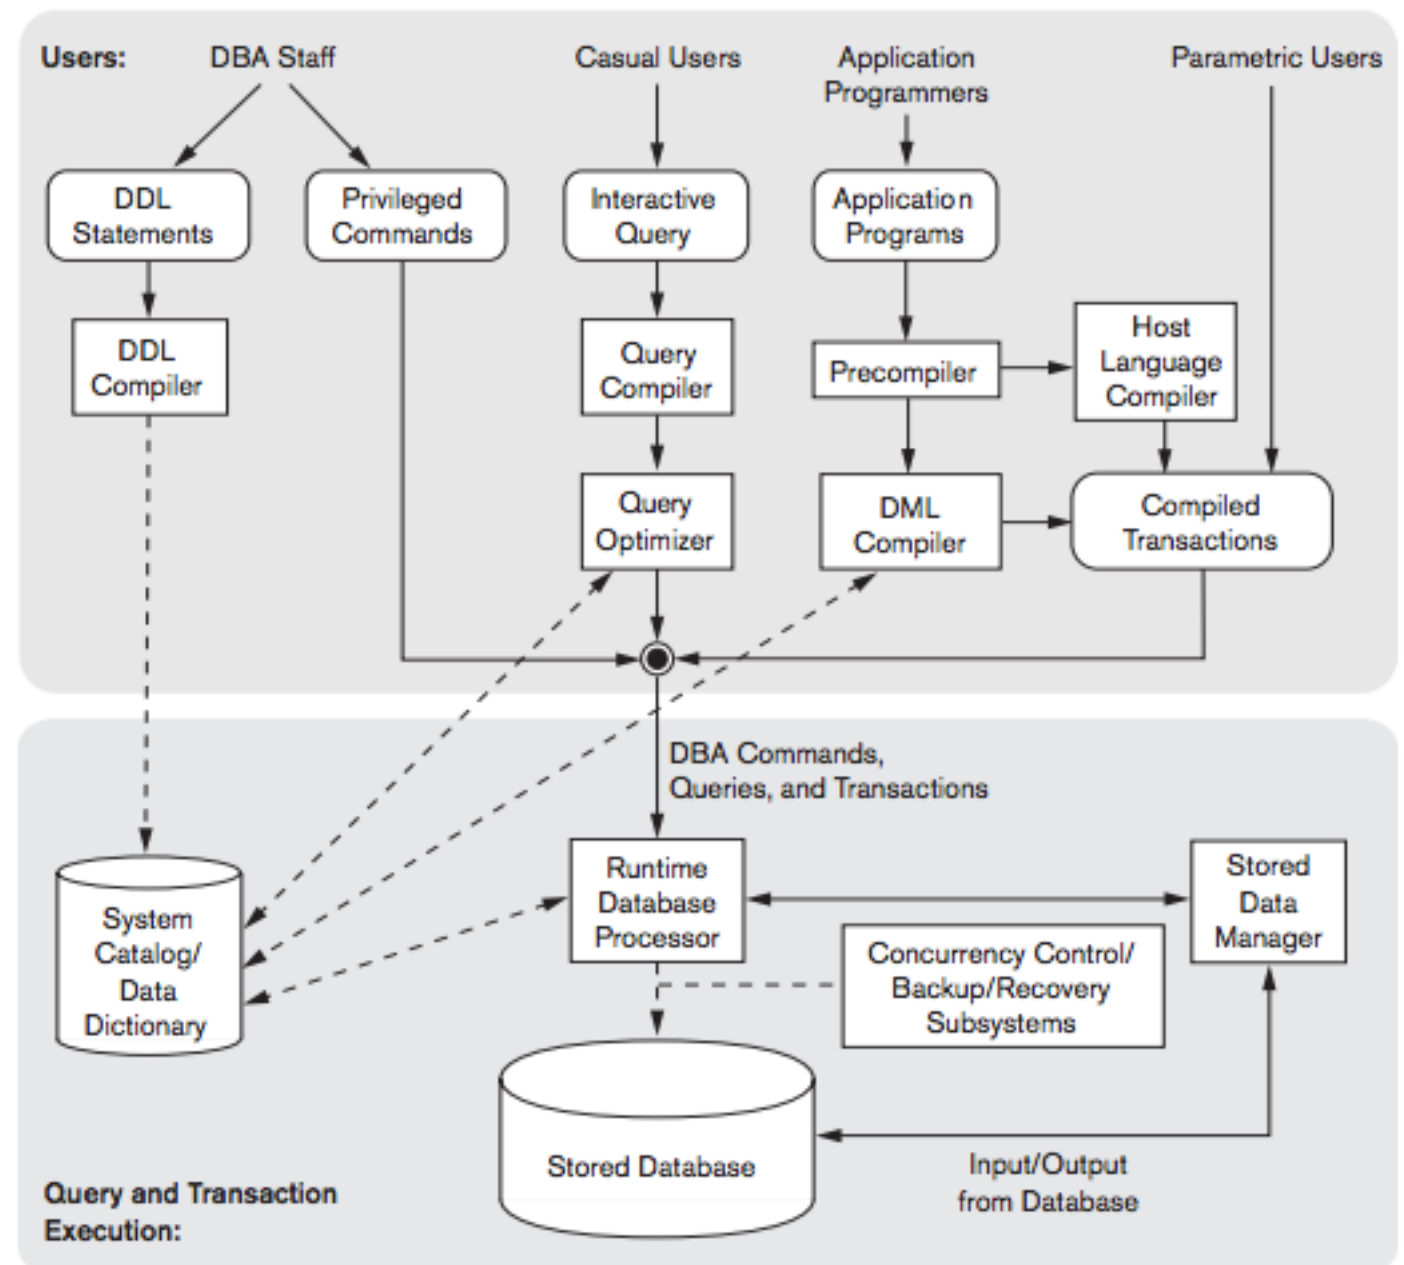 Users:
DBA Staff
Casual Users
Application
Programmers
Parametric Users
DDL
Statements
Privileged
Commands
Interactive
Query
Application
Programs
DDL
Compiler
Query
Compiler
Precompiler
Host
Language
Compiler
Query
Optimizer
DML
Compiler
Compiled
Transactions
DBA Commands,
Queries, and Transactions
System
Catalog/
Data
Dictionary
Runtime
Database
Processor
Stored
Data
Manager
Concurrency Control/
Backup/Recovery
Subsystems
Stored Database
Input/Output
from Database
Query and Transaction
Execution: